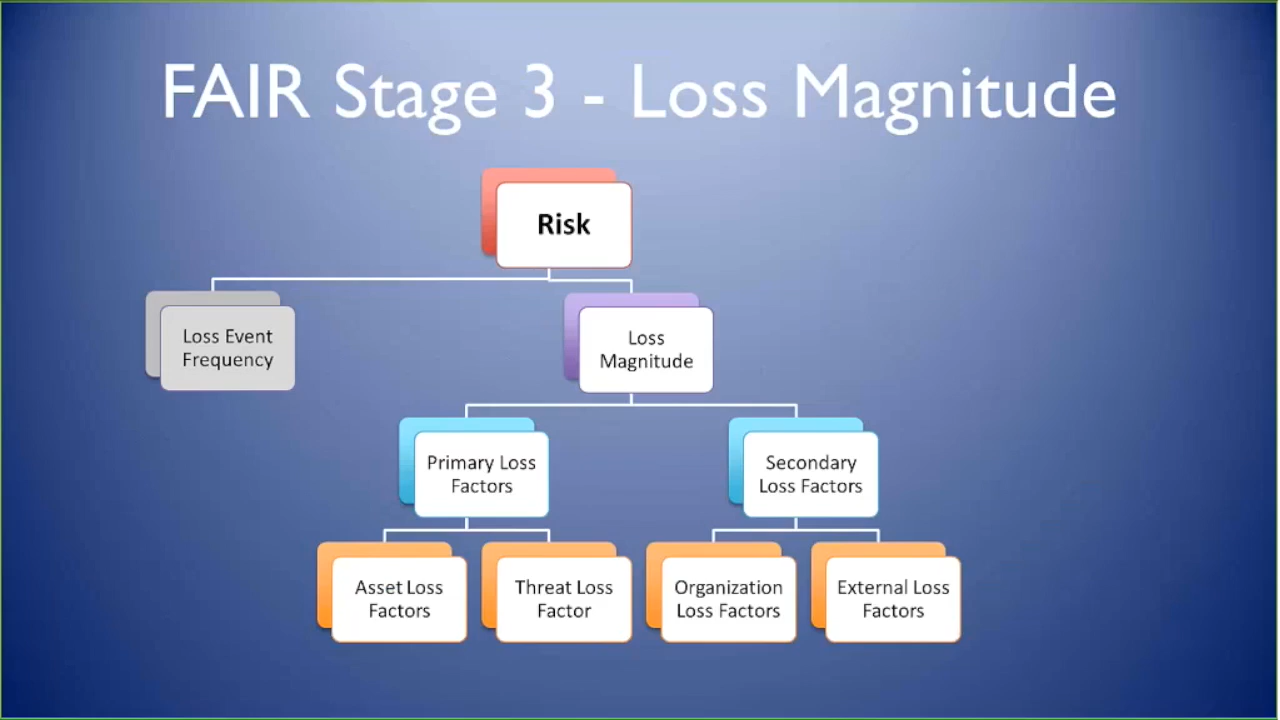 FAIR Stage 3 - Loss Magnitude
Risk
Loss Event
Frequency
Loss
Magnitude
Primary Loss
Factors
Secondary
Loss Factors
Asset Loss
Factors
Threat Loss
Factor
Organization
Loss Factors
External Loss
Factors